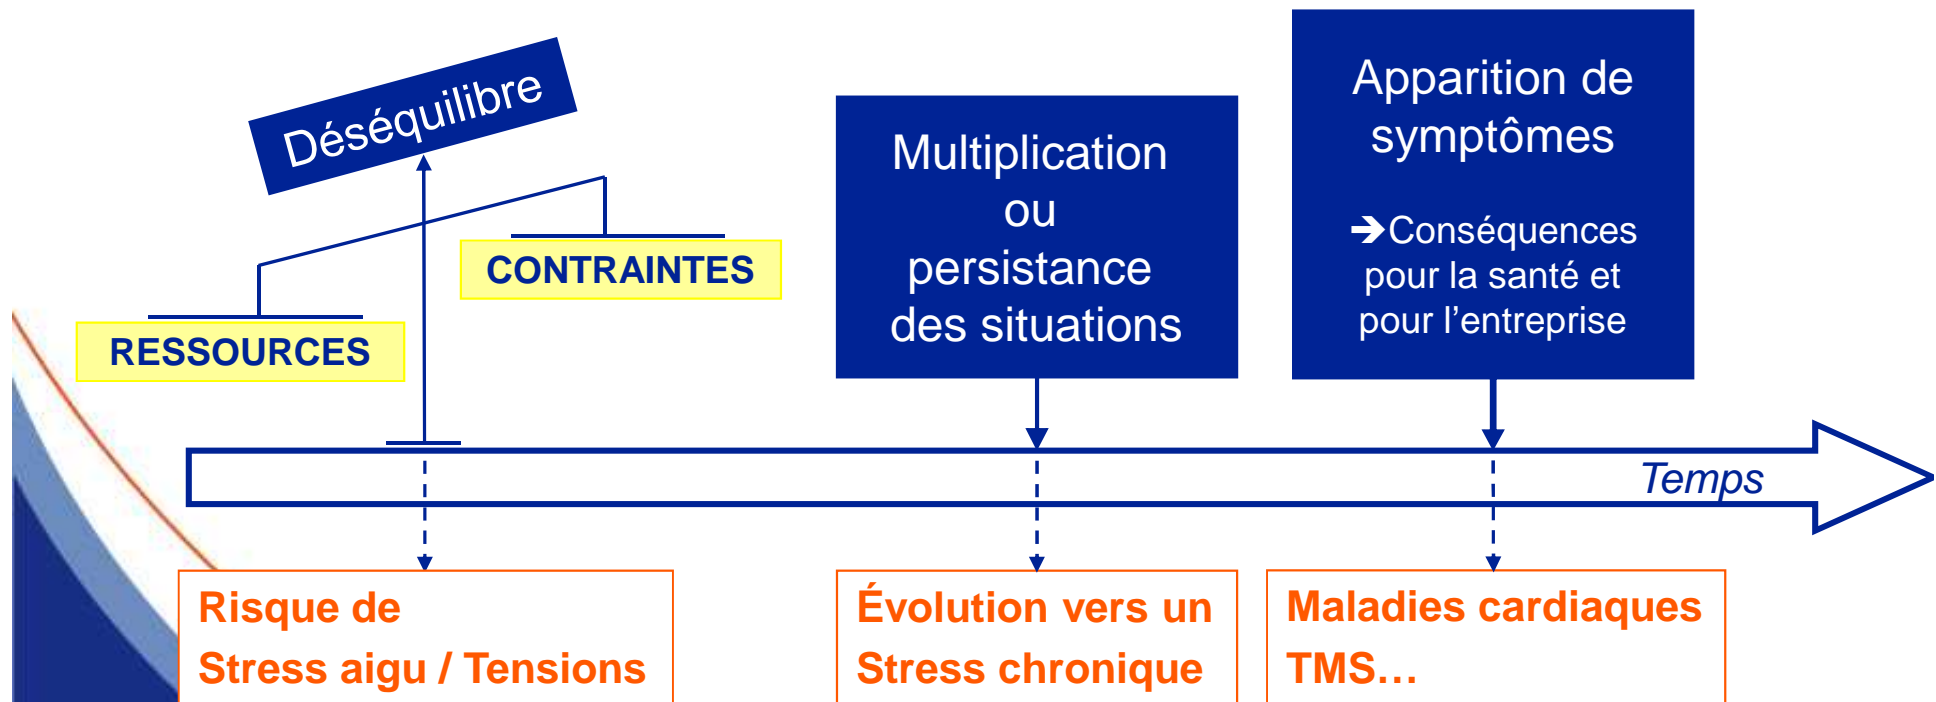 Déséquilibre
RESSOURCES
CONTRAINTES
Multiplication
ou
persistance
des situations
Apparition de
symptômes
➔Conséquences
pour la santé et
pour l’entreprise
Temps
Risque de
Stress aigu / Tensions
Évolution vers un
Stress chronique
Maladies cardiaques
TMS…